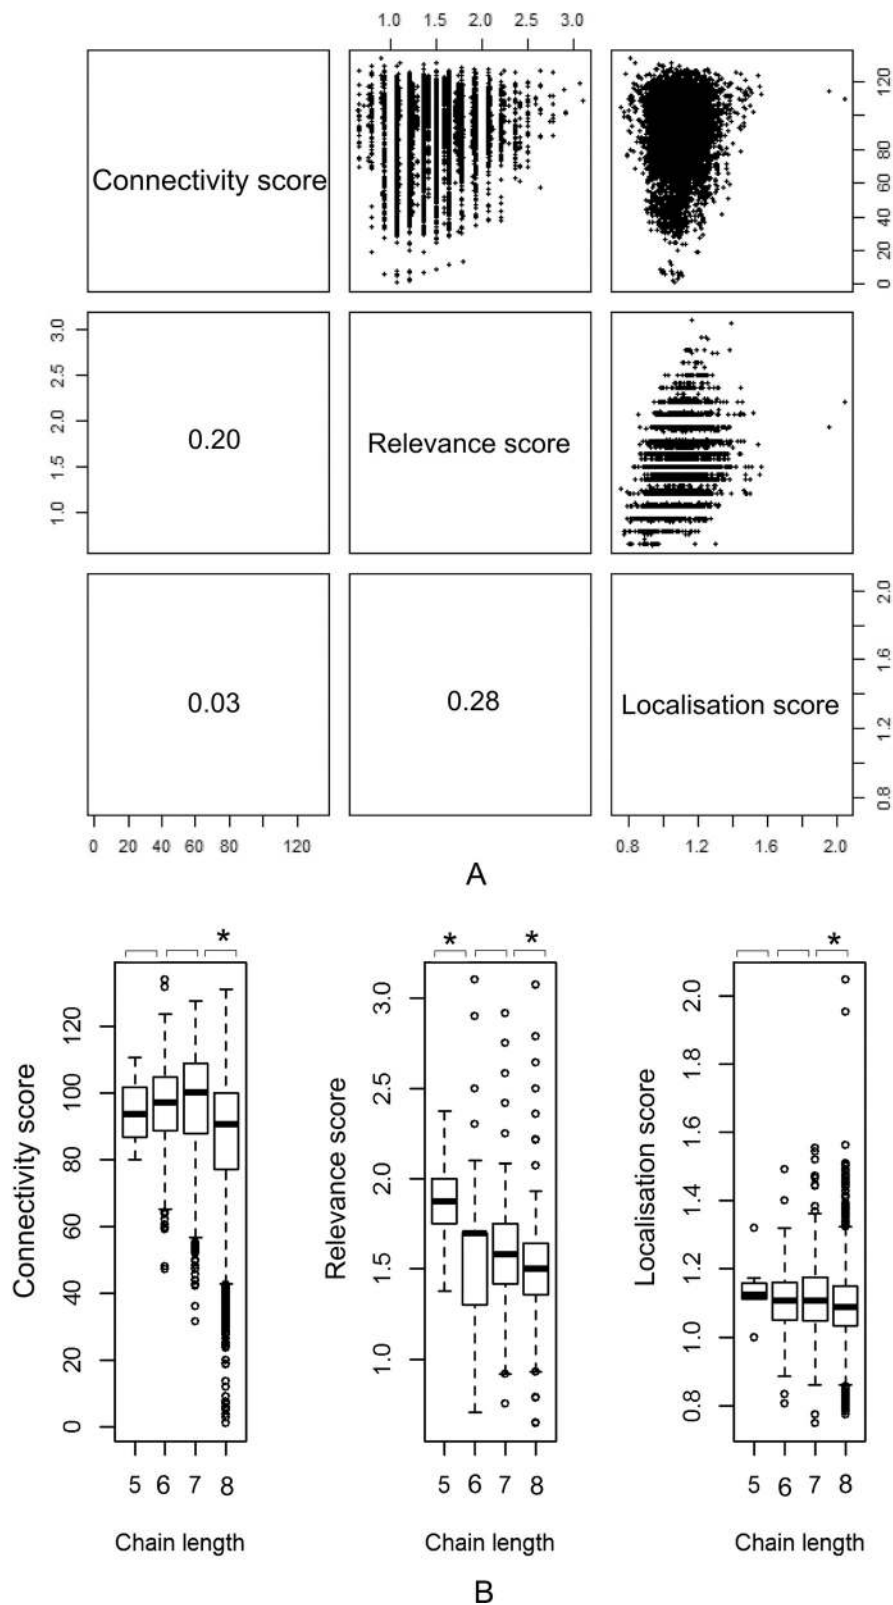 1.0 1.5 2.0 2.5 3.0
Connectivity score
0 20 40 60 80 120
1.0 1.5 2.0 2.5 3.0
0.20
Relevance score
0.03
0.28
Localisation score
0.8 1.2 1.6 2.0
0 20 40 60 80 120
0.8 1.2 1.6 2.0
A
*
Connectivity score
0 20 40 60 80 100 120
5 6 7 8
Chain length
* *
Relevance score
1.0 1.5 2.0 2.5 3.0
5 6 7 8
Chain length
*
Localisation score
0.8 1.0 1.2 1.4 1.6 1.8 2.0
5 6 7 8
Chain length
B